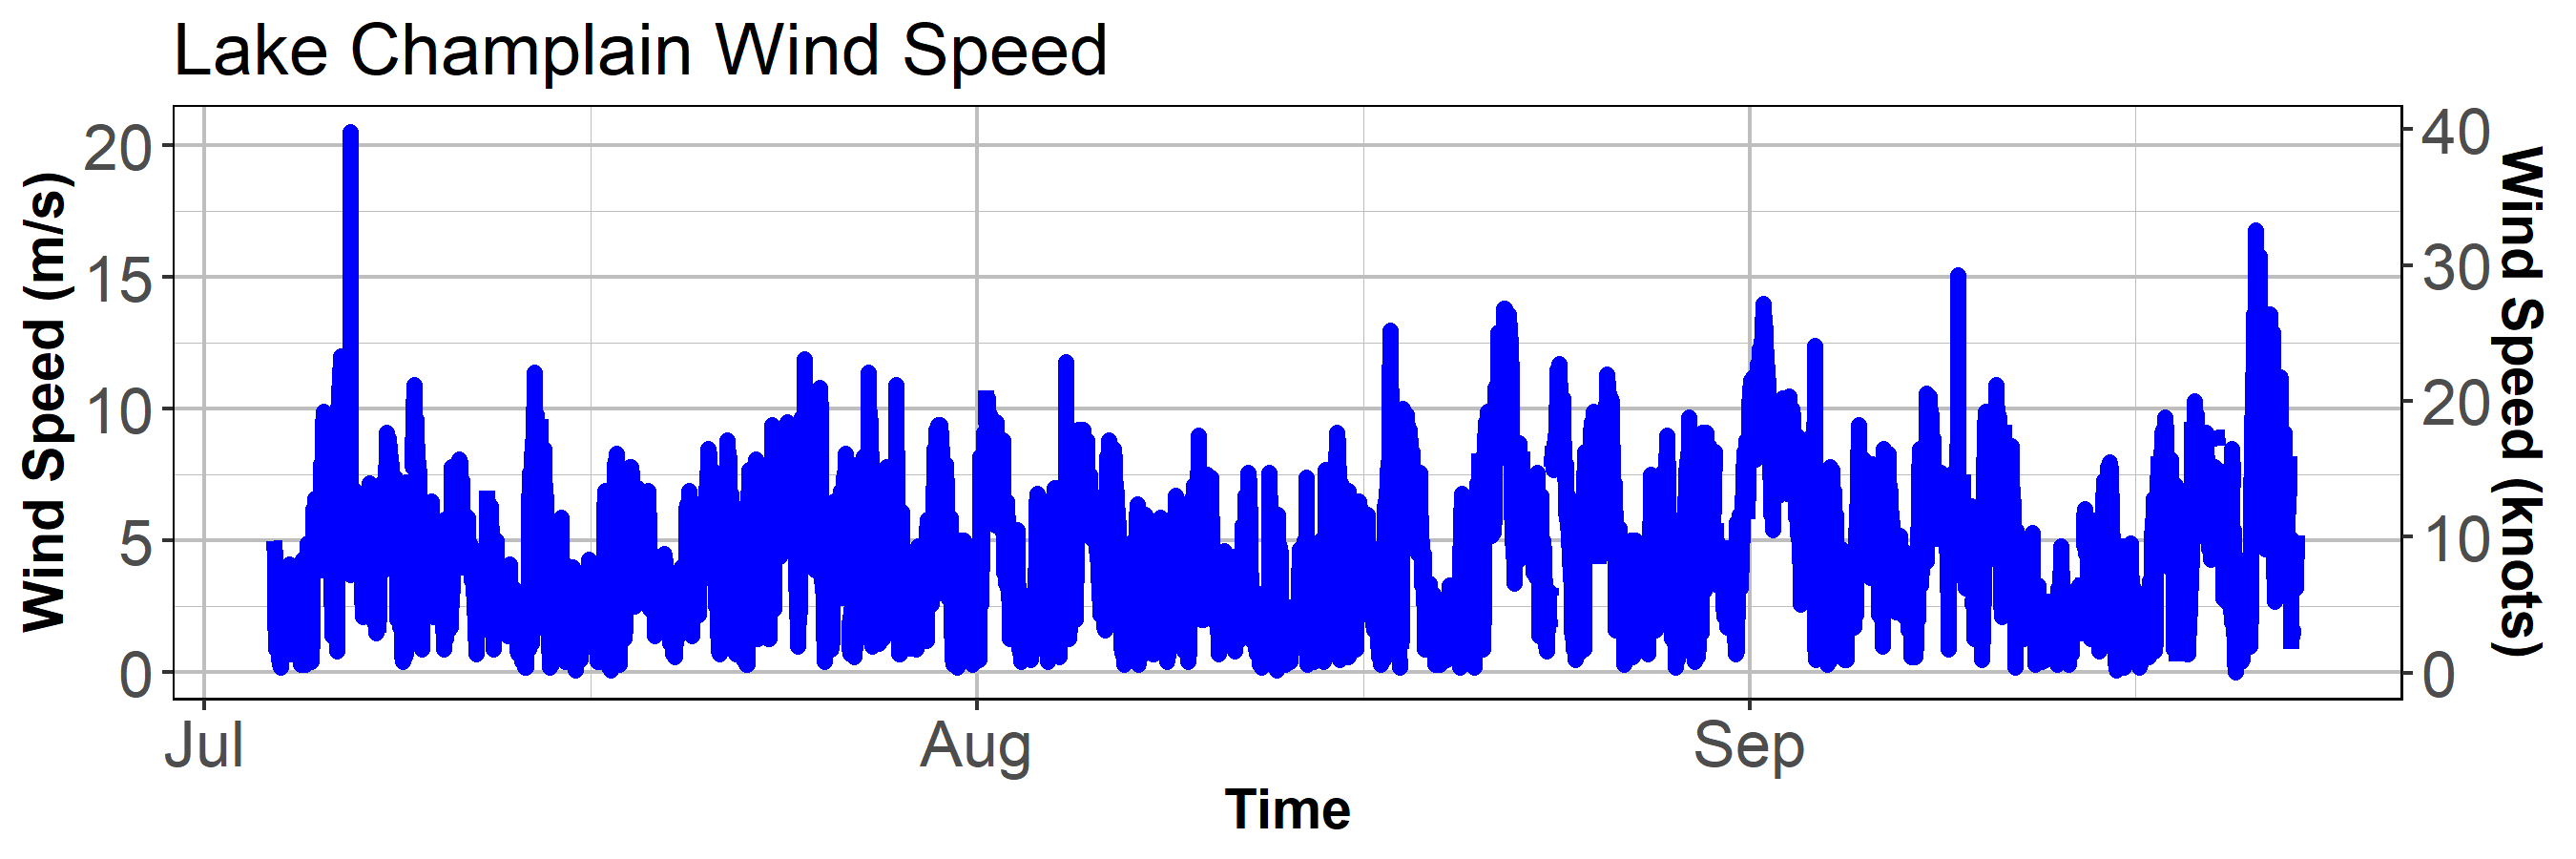 Lake Champlain Wind Speed
Wind Speed (m/s)
20
15
10
5
0
40
30
20
10
0
Wind Speed (knots)
Jul
Aug
Sep
Time